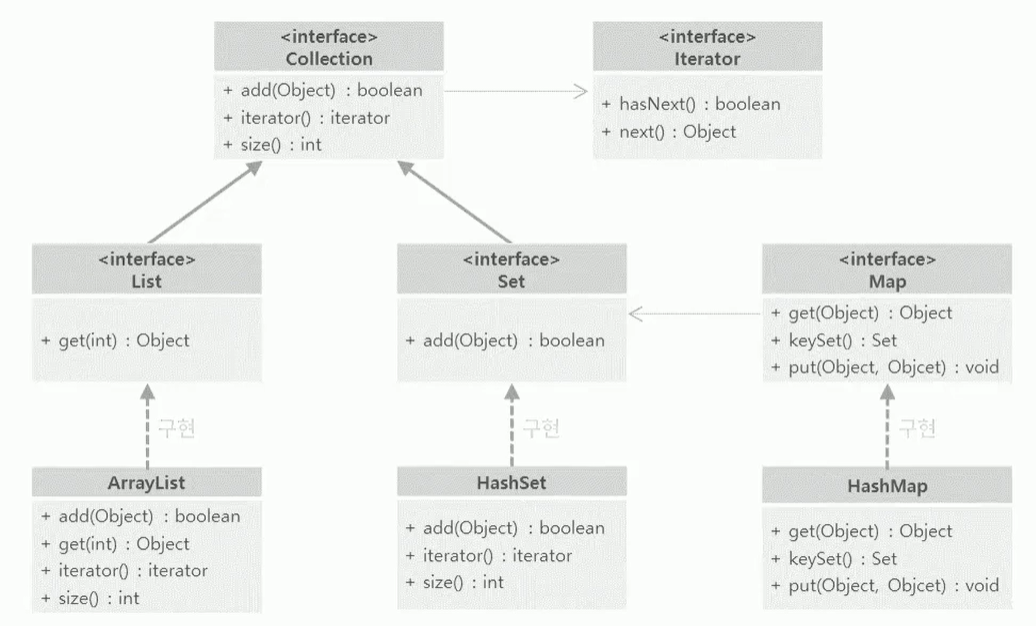 <interface>
Collection
+ add(Object) : boolean
+ iterator() : iterator
+ size() : int
<interface>
Iterator
+ hasNext() : boolean
+ next() : Object
<interface>
List
+ get(int) : Object
<interface>
Set
+ add(Object) : boolean
<interface>
Map
+ get(Object) : Object
+ keySet() : Set
+ put(Object, Objcet) : void
구현
구현
구현
ArrayList
+ add(Object) : boolean
+ get(int) : Object
+ iterator() : iterator
+ size() : int
HashSet
+ add(Object) : boolean
+ iterator() : iterator
+ size() : int
HashMap
+ get(Object) : Object
+ keySet() : Set
+ put(Object, Objcet) : void